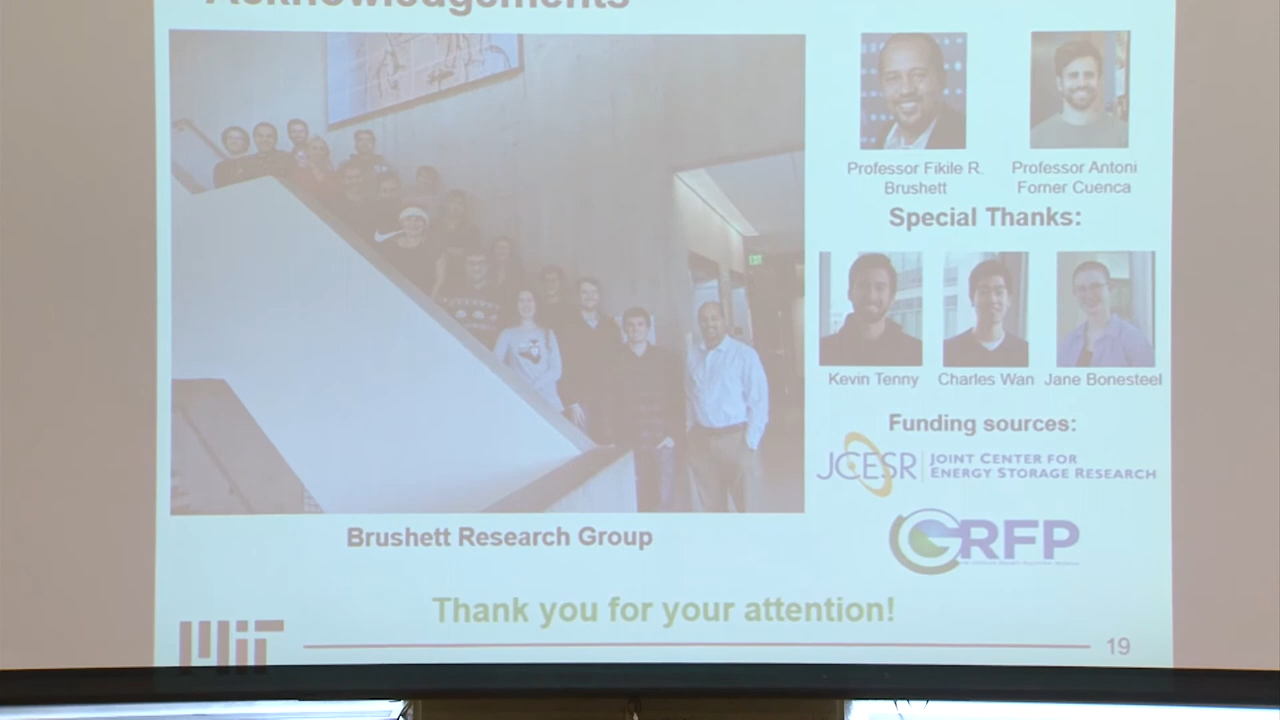 Acknowledgements
Professor Fikile R.
Brushett
Professor Antoni
Forner Cuenca
Special Thanks:
Kevin Tenny
Charles Wan
Jane Bonesteel
Funding sources:
JCESR
JOINT CENTER FOR
ENERGY STORAGE RESEARCH
GRFP
Brushett Research Group
Thank you for your attention!
MIT
19